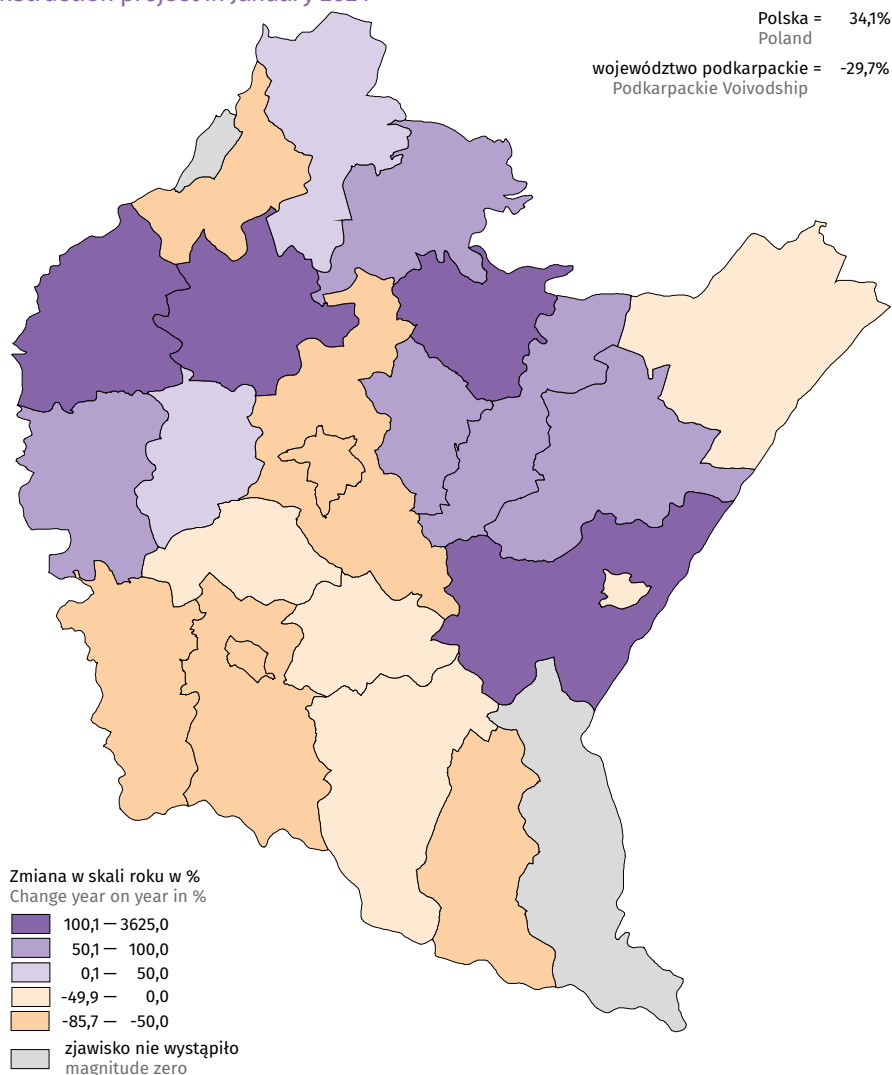 Polska = 34,1%
Poland
województwo podkarpackie = -29,7%
Podkarpackie Voivodship
Zmiana w skali roku w %
Change year on year in %
100,1 — 3625,0
50,1 — 100,0
0,1 — 50,0
-49,9 — 0,0
-85,7 — -50,0
zjawisko nie wystąpiło
magnitude zero